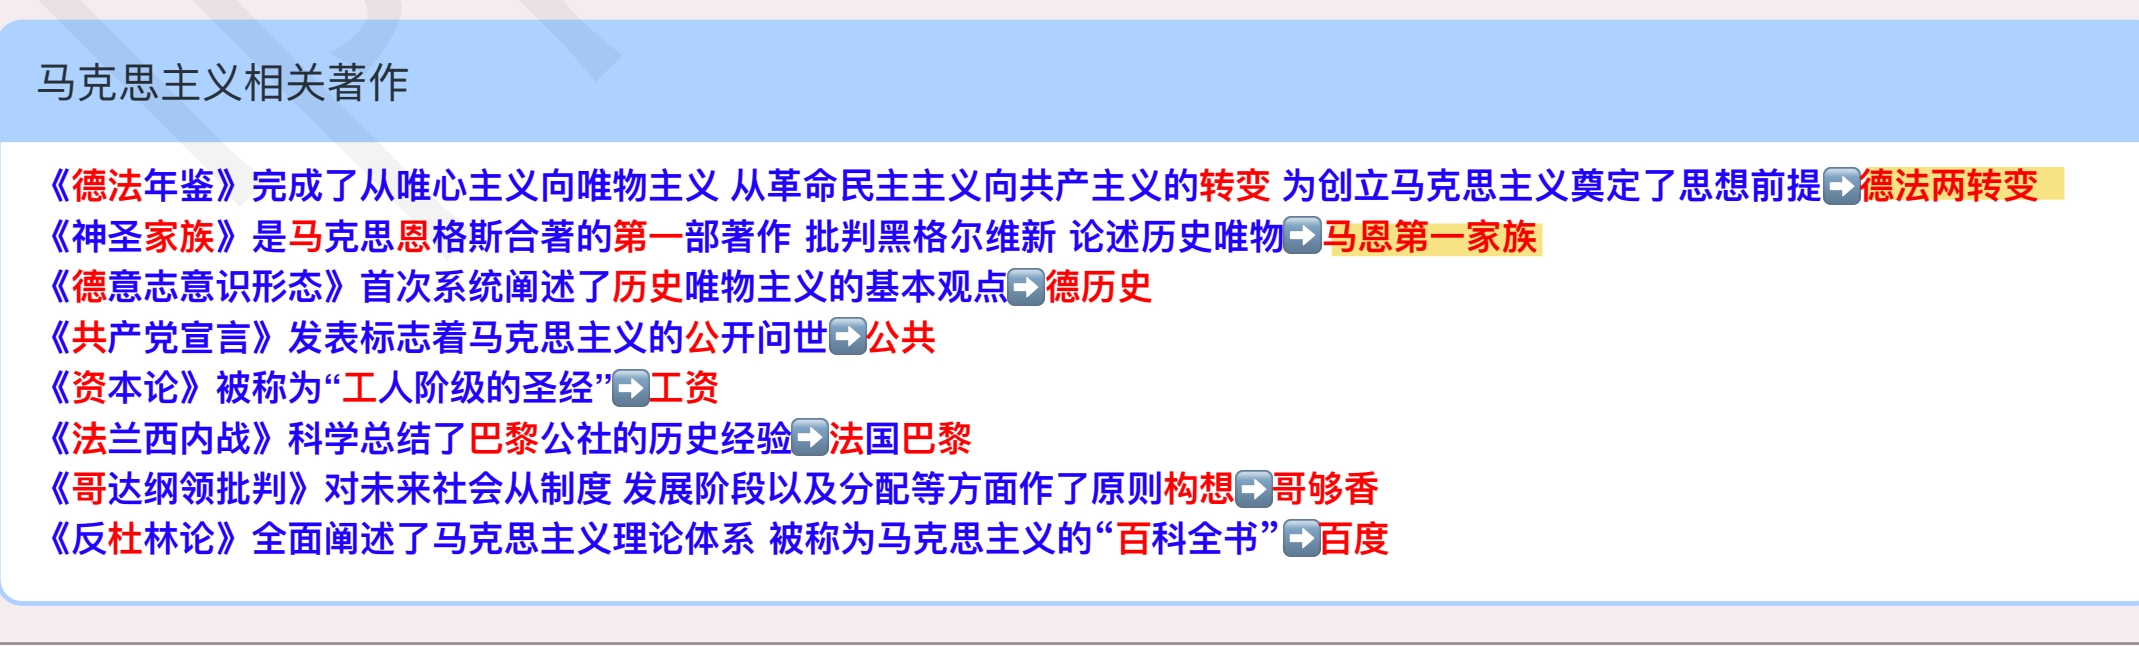 马克思主义相关著作
《德法年鉴》完成了从唯心主义向唯物主义 从革命民主主义向共产主义的转变 为创立马克思主义奠定了思想前提➡️德法两转变
《神圣家族》是马克思恩格斯合著的第一部著作 批判黑格尔维新 论述历史唯物➡️马恩第一家族
《德意志意识形态》首次系统阐述了历史唯物主义的基本观点➡️德历史
《共产党宣言》发表标志着马克思主义的公开问世➡️公共
《资本论》被称为“工人阶级的圣经”➡️工资
《法兰西内战》科学总结了巴黎公社的历史经验➡️法国巴黎
《哥达纲领批判》对未来社会从制度 发展阶段以及分配等方面作了原则构想➡️哥够香
《反杜林论》全面阐述了马克思主义理论体系 被称为马克思主义的“百科全书”➡️百度